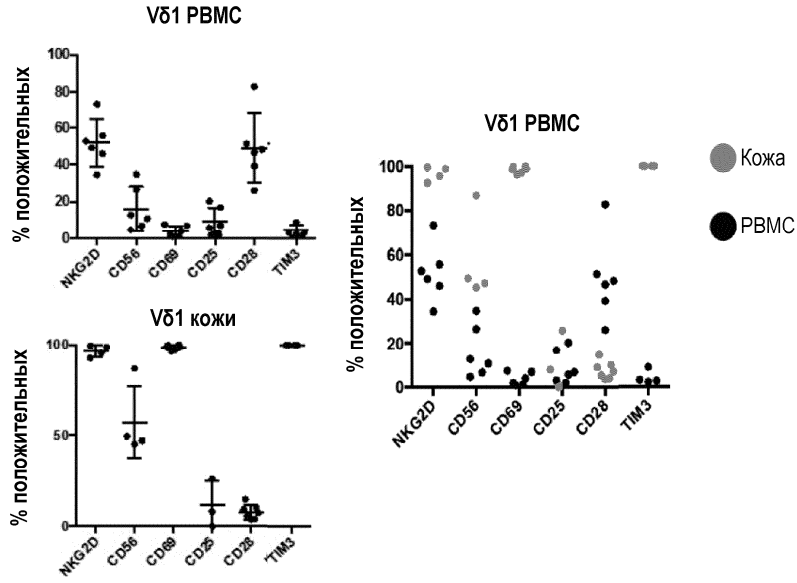 Vδ1 PBMC
% положительных
100
80
60
40
20
0
NKG2D
CD56
CD69
CD25
CD28
TIM3
Vδ1 кожи
% положительных
100
50
0
NKG2D
CD56
CD69
CD25
CD28
'TIM3
Vδ1 PBMC
% положительных
100
80
60
40
20
0
NKG2D
CD56
CD69
CD25
CD28
TIM3
Кожа
PBMC